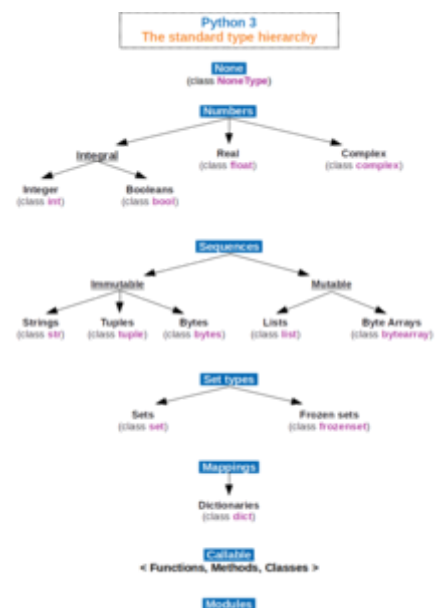 Python 3
The standard type hierarchy
None
(class NoneType)
Numbers
Integral
Real
(class float)
Complex
(class complex)
Integer
(class int)
Booleans
(class bool)
Sequences
Immutable
Mutable
Strings
(class str)
Tuples
(class tuple)
Bytes
(class bytes)
Lists
(class list)
Byte Arrays
(class bytearray)
Set types
Sets
(class set)
Frozen sets
(class frozenset)
Mappings
Dictionaries
(class dict)
Callable
< Functions, Methods, Classes >
Modules